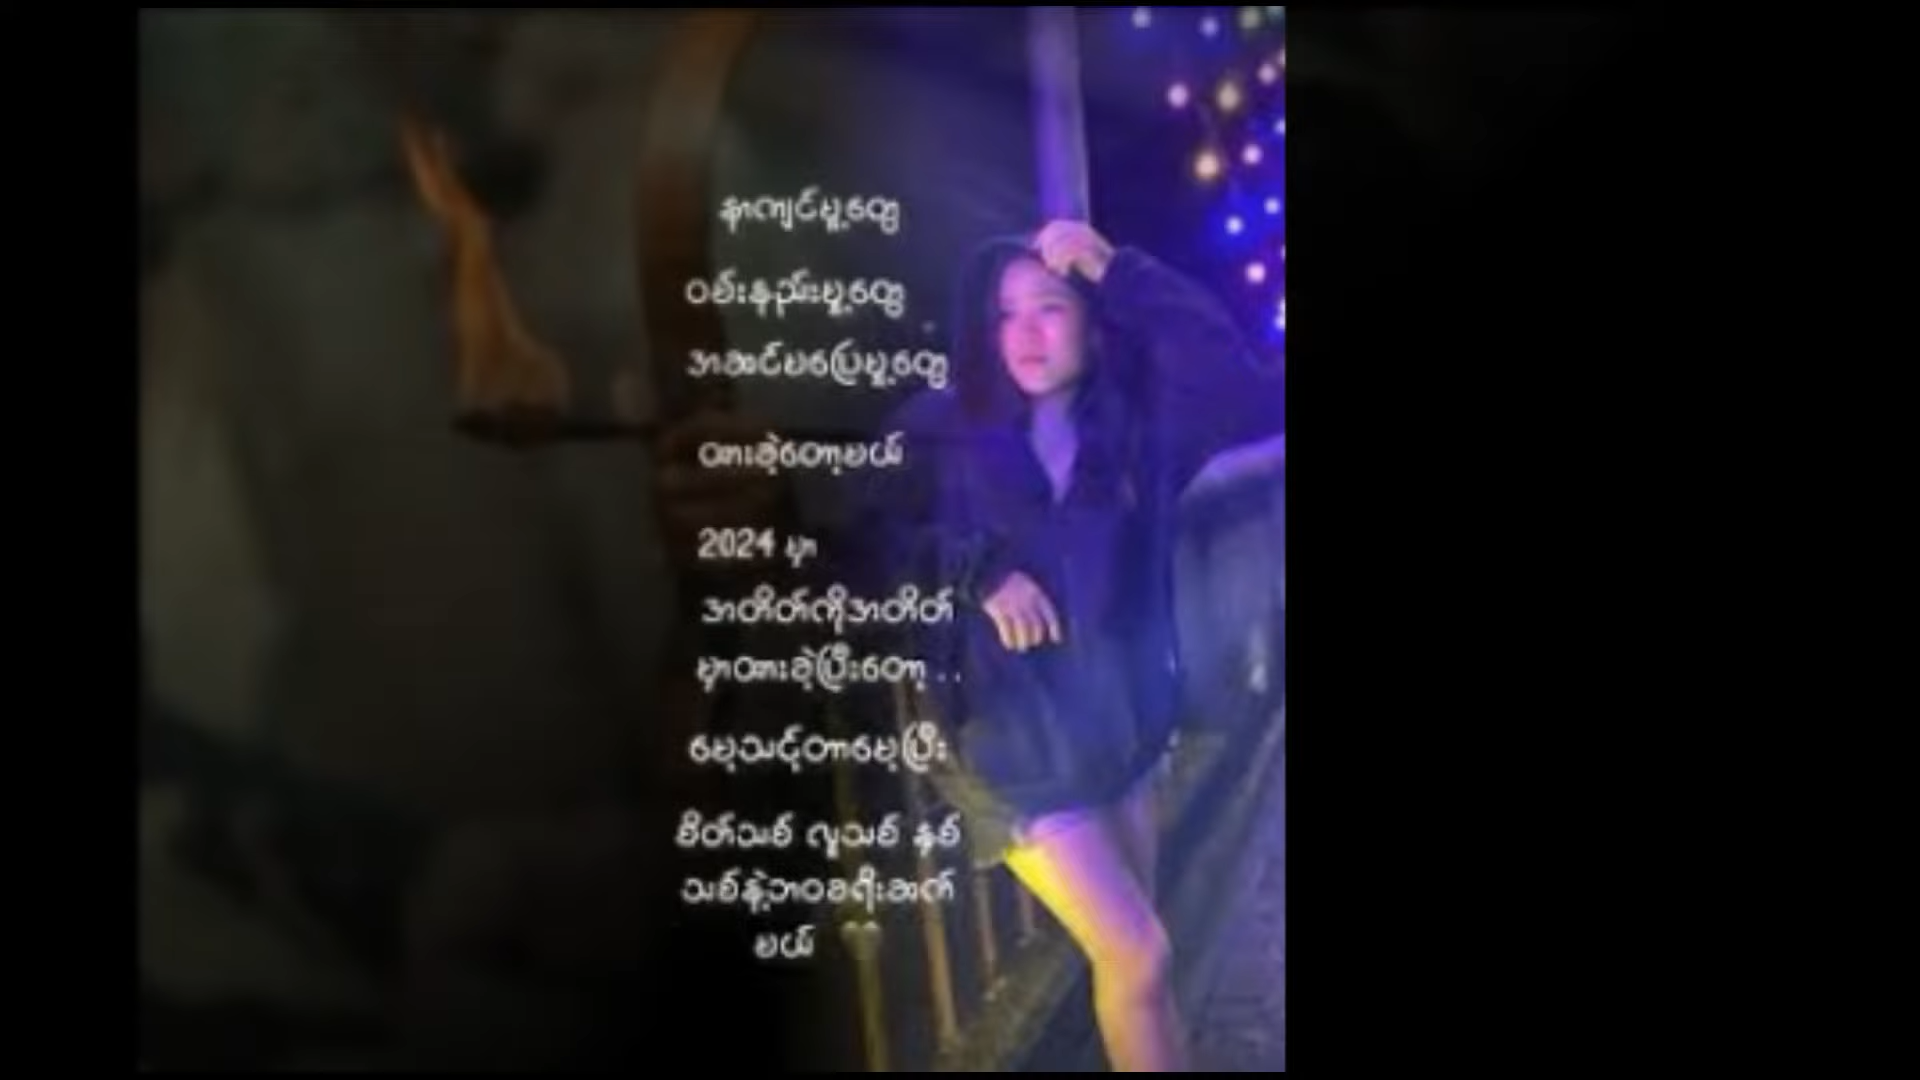 နာကျင်မှု့တွေ
ဝမ်းနည်းမှု့တွေ
အဆင်မပြေမှု့တွေ
ထားခဲ့တော့မယ်
2024 မှာ
အတိတ်ကိုအတိတ်
မှာထားခဲ့ပြီးတော့ . .
မေ့သင့်တာမေ့ပြီး
စိတ်သစ် လူသစ် နှစ်
သစ်နဲ့ဘဝခရီးဆက်
မယ် ^^